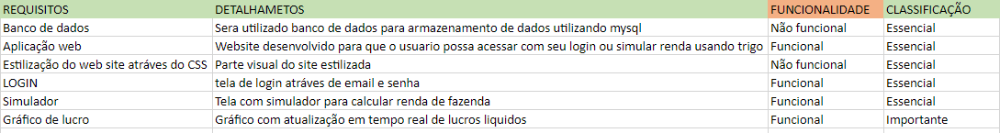 REQUISITOS DETALHAMETOS FUNCIONALIDADE CLASSIFICAÇÃO
Banco de dados Sera utilizado banco de dados para armazenamento de dados utilizando mysql Não funcional Essencial
Aplicação web Website desenvolvido para que o usuario possa acessar com seu login ou simular renda usando trigo Funcional Essencial
Estilização do web site atráves do CSS Parte visual do site estilizada Não funcional Essencial
LOGIN tela de login atráves de email e senha Funcional Essencial
Simulador Tela com simulador para calcular renda de fazenda Funcional Essencial
Gráfico de lucro Gráfico com atualização em tempo real de lucros liquidos Funcional Importante